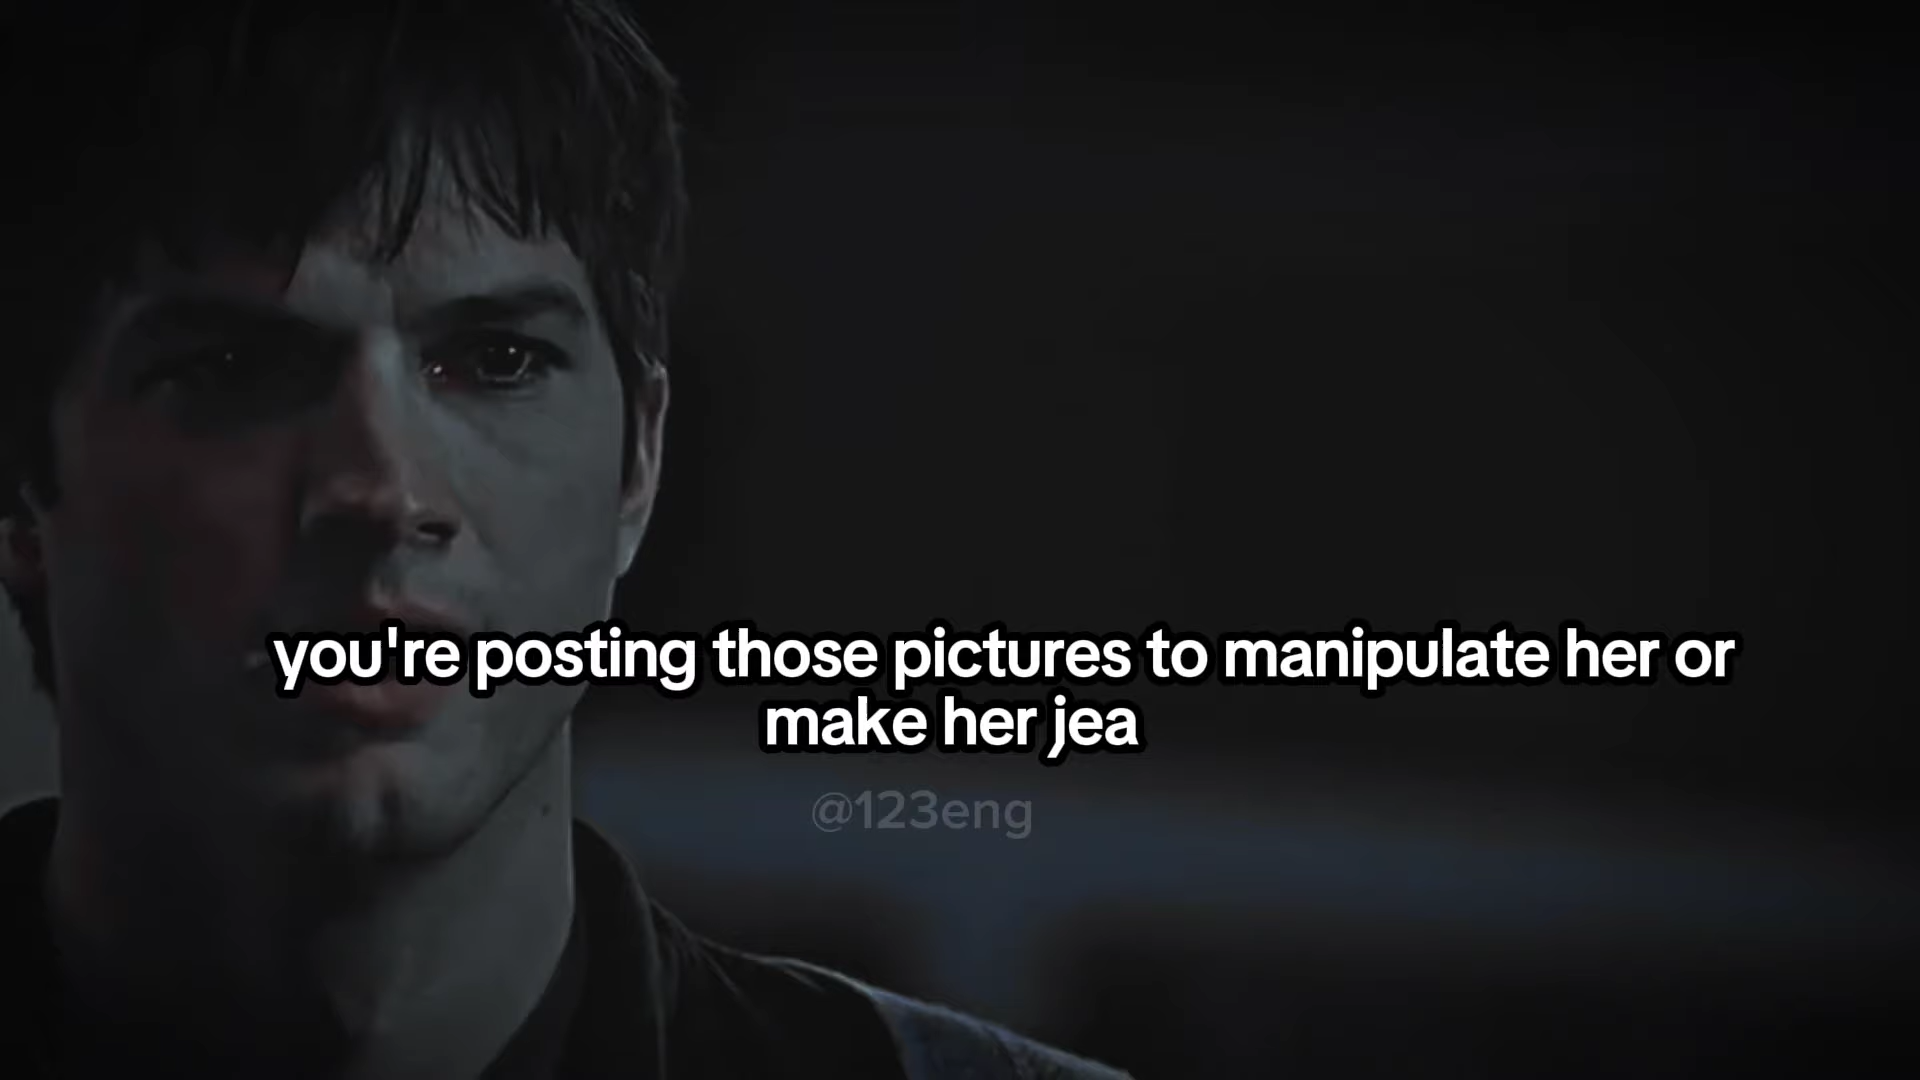 you're posting those pictures to manipulate her or
make her jea
@123eng